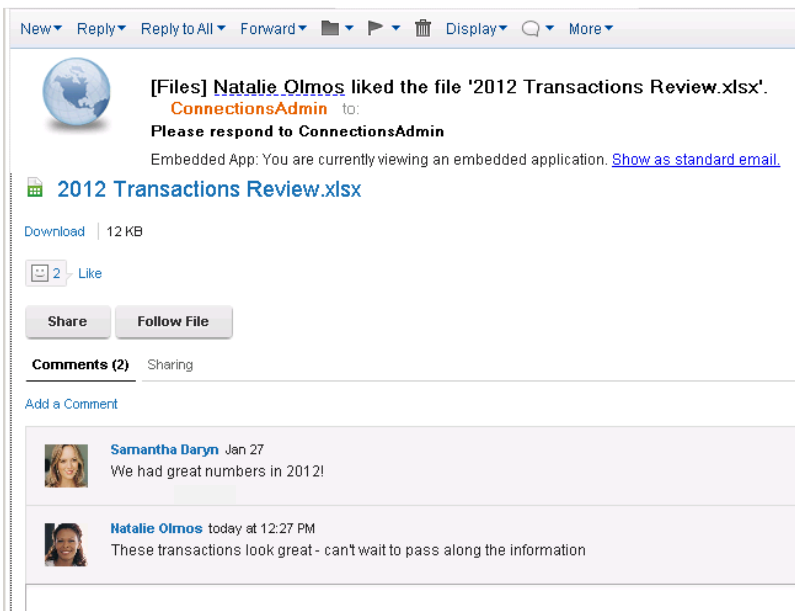 New Reply Reply to All Forward Display More
[Files] Natalie Olmos liked the file '2012 Transactions Review.xlsx'.
ConnectionsAdmin to:
Please respond to ConnectionsAdmin
Embedded App: You are currently viewing an embedded application. Show as standard email.
2012 Transactions Review.xlsx
Download 12 KB
2 Like
Share Follow File
Comments (2) Sharing
Add a Comment
Samantha Daryn Jan 27
We had great numbers in 2012!
Natalie Olmos today at 12:27 PM
These transactions look great - can't wait to pass along the information